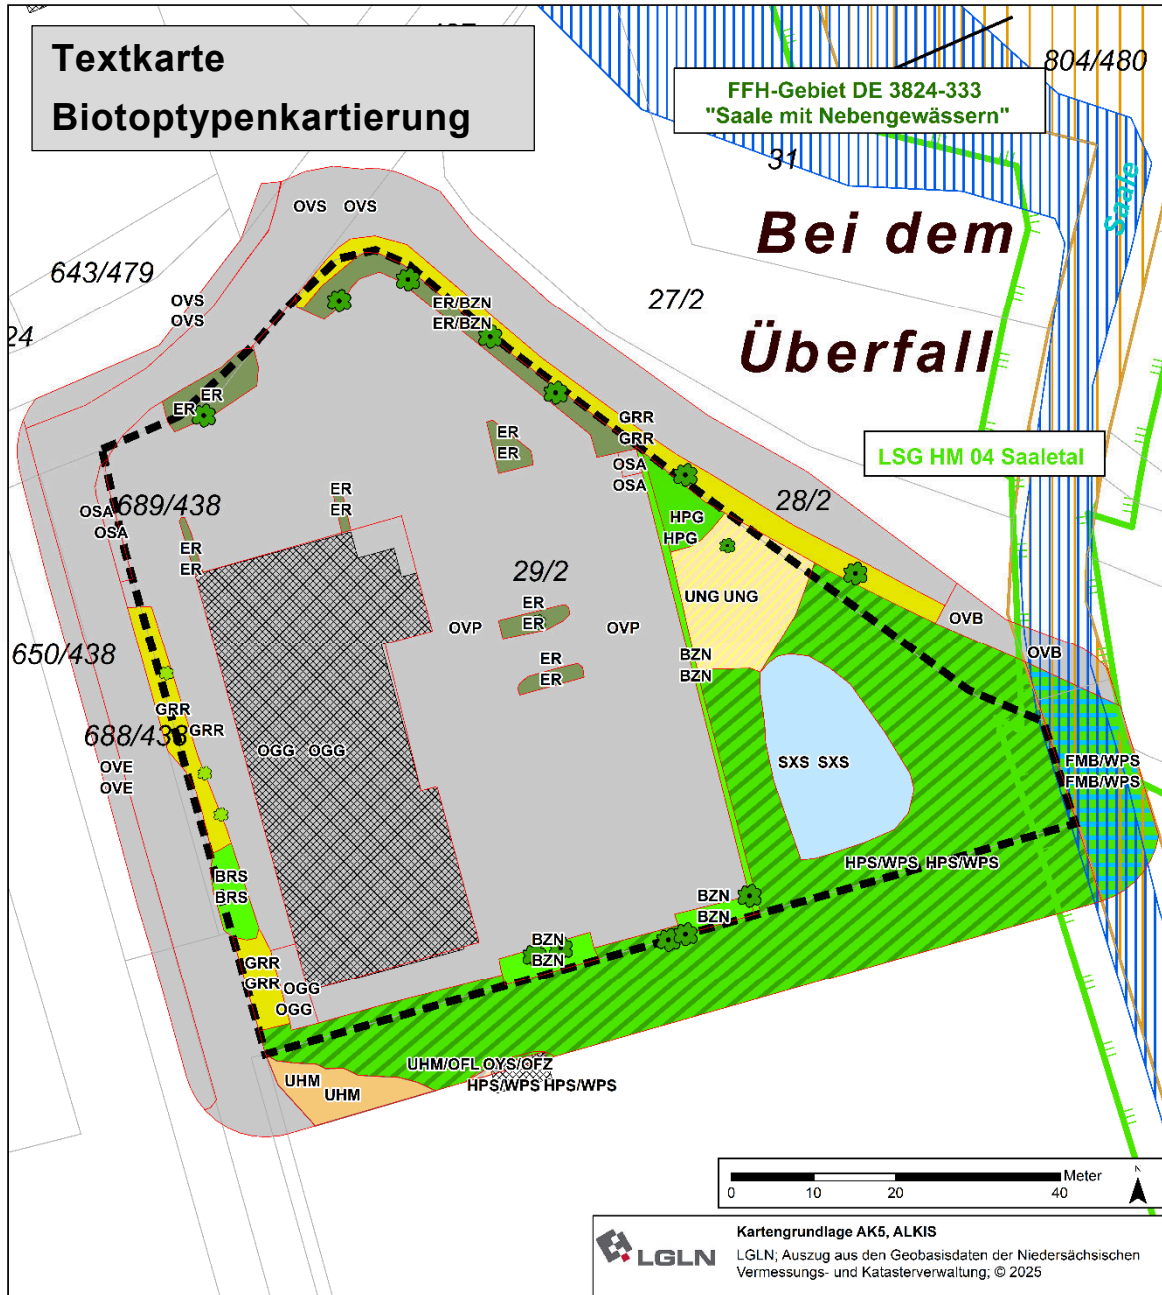 Textkarte
Biotoptypenkartierung
804/480
FFH-Gebiet DE 3824-333
"Saale mit Nebengewässern"
31
Saale
Bei dem
Überfall
OVS OVS
643/479
27/2
OVS
OVS
ER/BZN
ER/BZN
24
ER
ER
GRR
GRR
ER
ER
LSG HM 04 Saaletal
OSA
OSA
ER
ER
689/438
28/2
OSA
OSA
HPG
HPG
ER
ER
29/2
UNG UNG
ER
ER
OVP
OVP
OVB
OVB
650/438
BZN
BZN
ER
ER
GRR
GRR
688/438
OGG OGG
SXS SXS
FMB/WPS
FMB/WPS
OVE
OVE
HPS/WPS HPS/WPS
BRS
BRS
BZN
BZN
BZN
BZN
GRR
GRR
OGG
OGG
UHM/OFL OYS/OFZ
HPS/WPS HPS/WPS
UHM
UHM
Meter
0 10 20 40
N
LGLN
Kartengrundlage AK5, ALKIS
LGLN; Auszug aus den Geobasisdaten der Niedersächsischen
Vermessungs- und Katasterverwaltung; © 2025